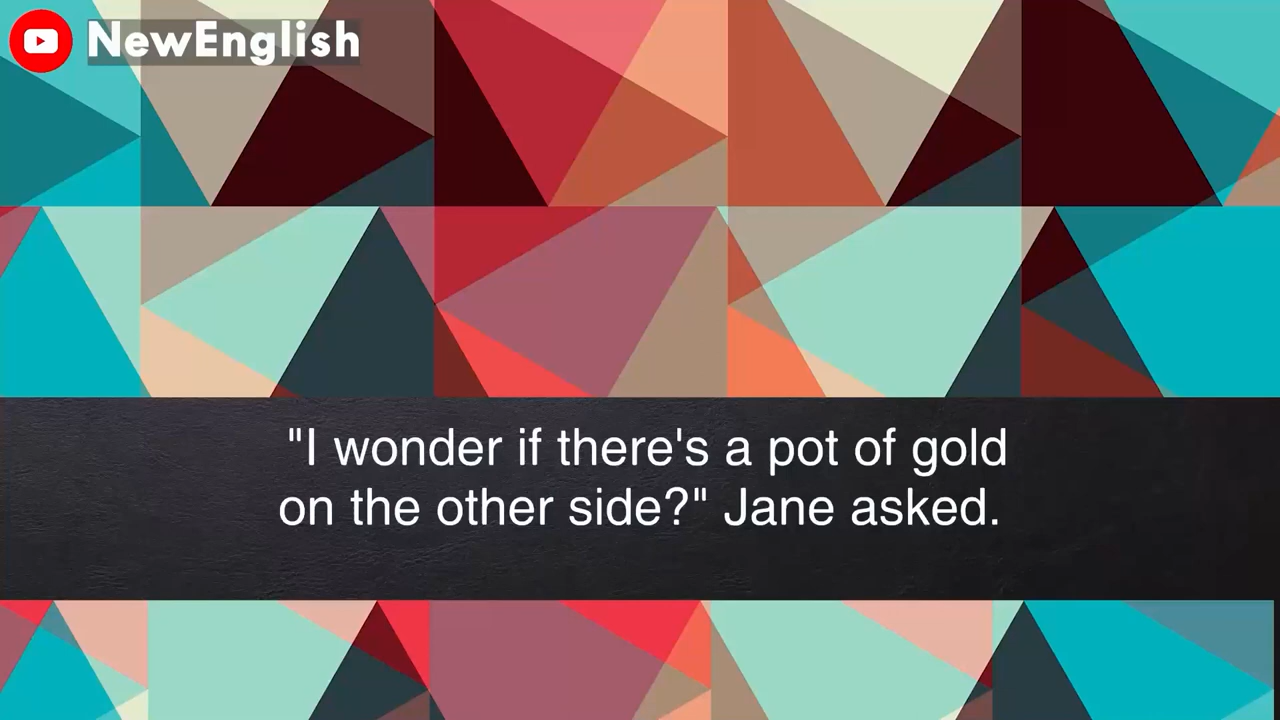 NewEnglish
"I wonder if there's a pot of gold
on the other side?" Jane asked.